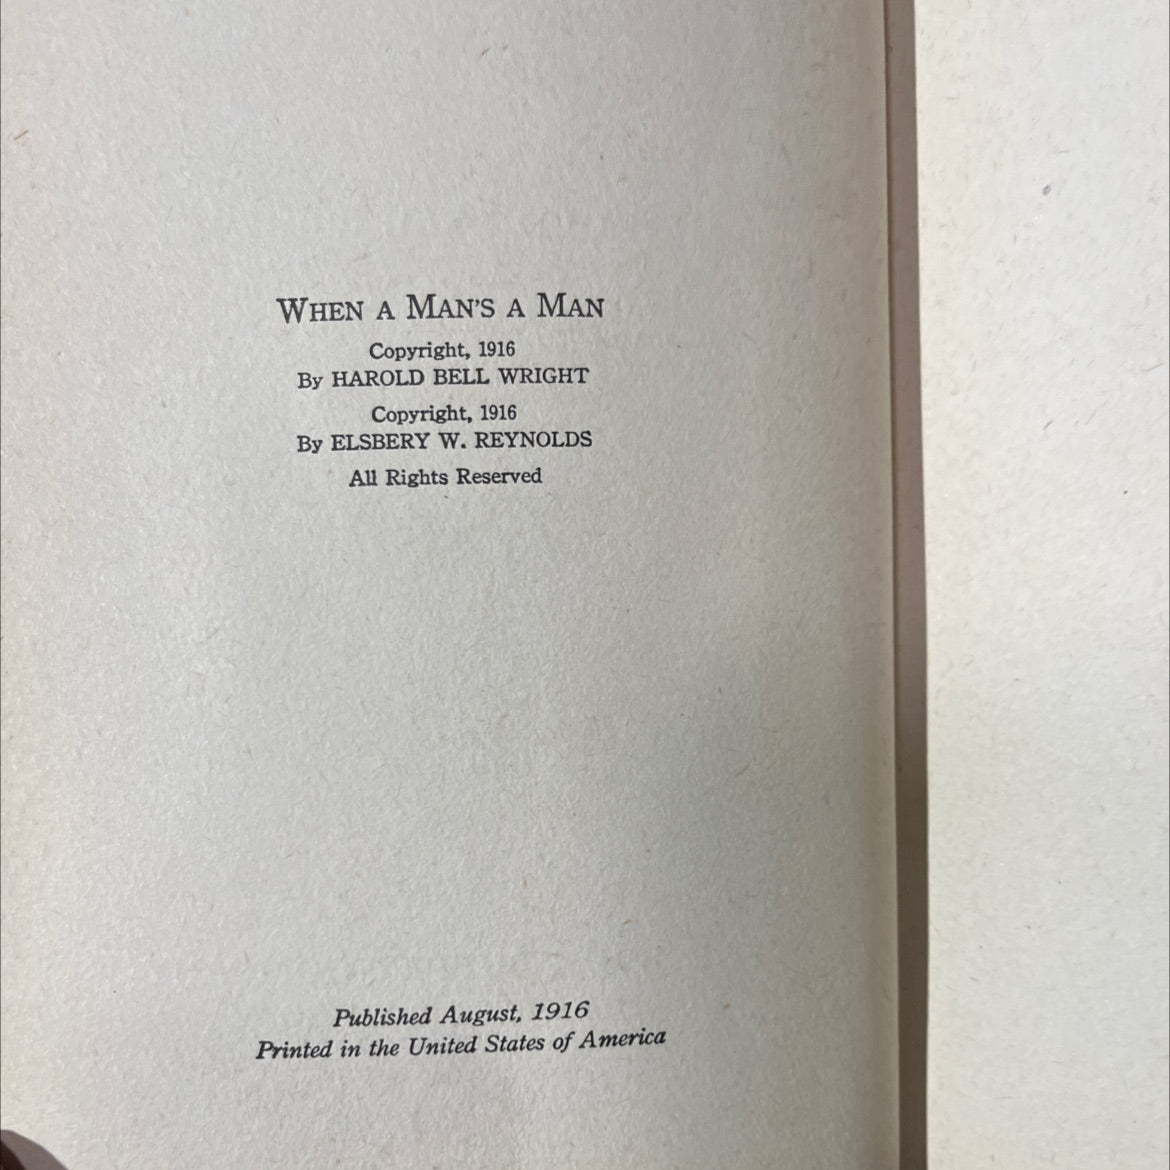 WHEN A MAN'S A MAN
Copyright, 1916
By HAROLD BELL WRIGHT
Copyright, 1916
By ELSBERY W. REYNOLDS
All Rights Reserved
Published August, 1916
Printed in the United States of America